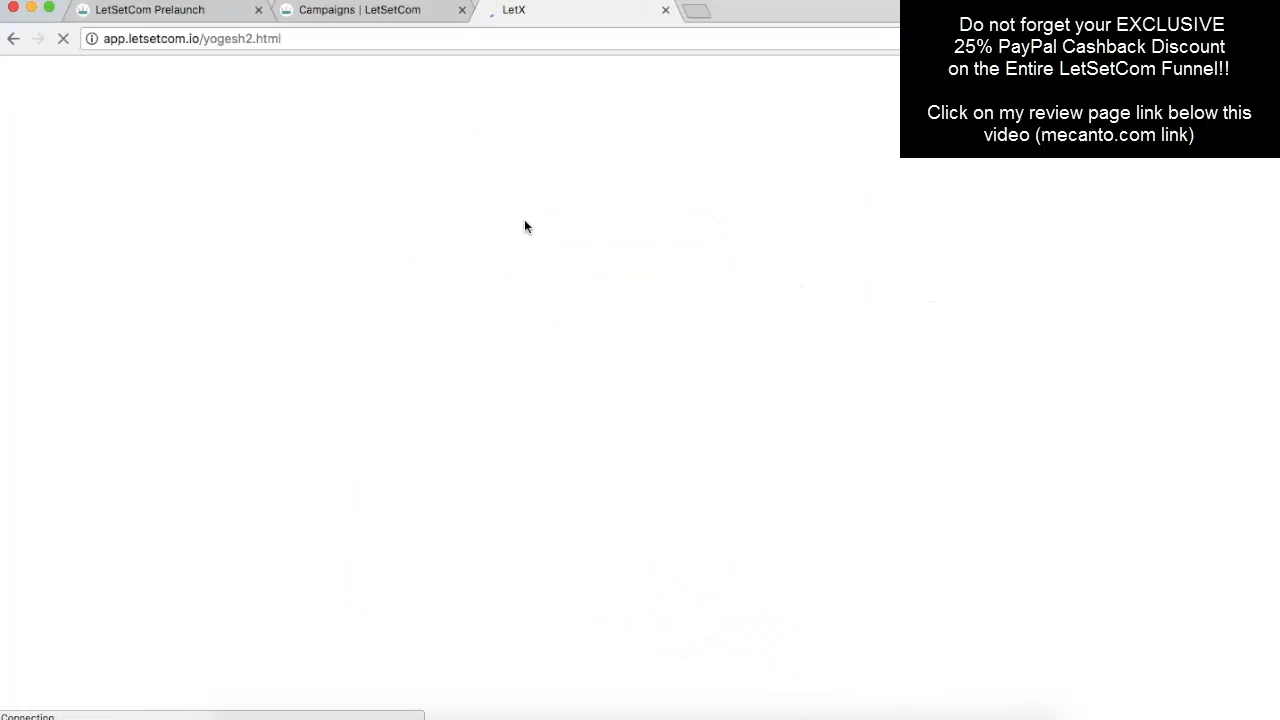 LetSetCom Prelaunch
Campaigns | LetSetCom
LetX
app.letsetcom.io/yogesh2.html
Do not forget your EXCLUSIVE
25% PayPal Cashback Discount
on the Entire LetSetCom Funnel!!
Click on my review page link below this
video (mecanto.com link)
Connecting